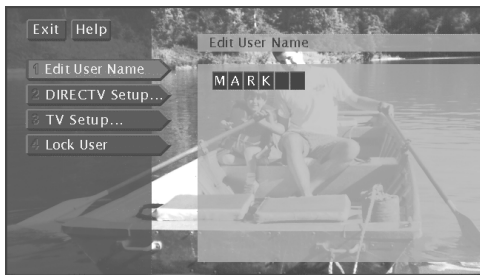 Exit Help
Edit User Name
1 Edit User Name
2 DIRECTV Setup...
3 TV Setup...
4 Lock User
MARK